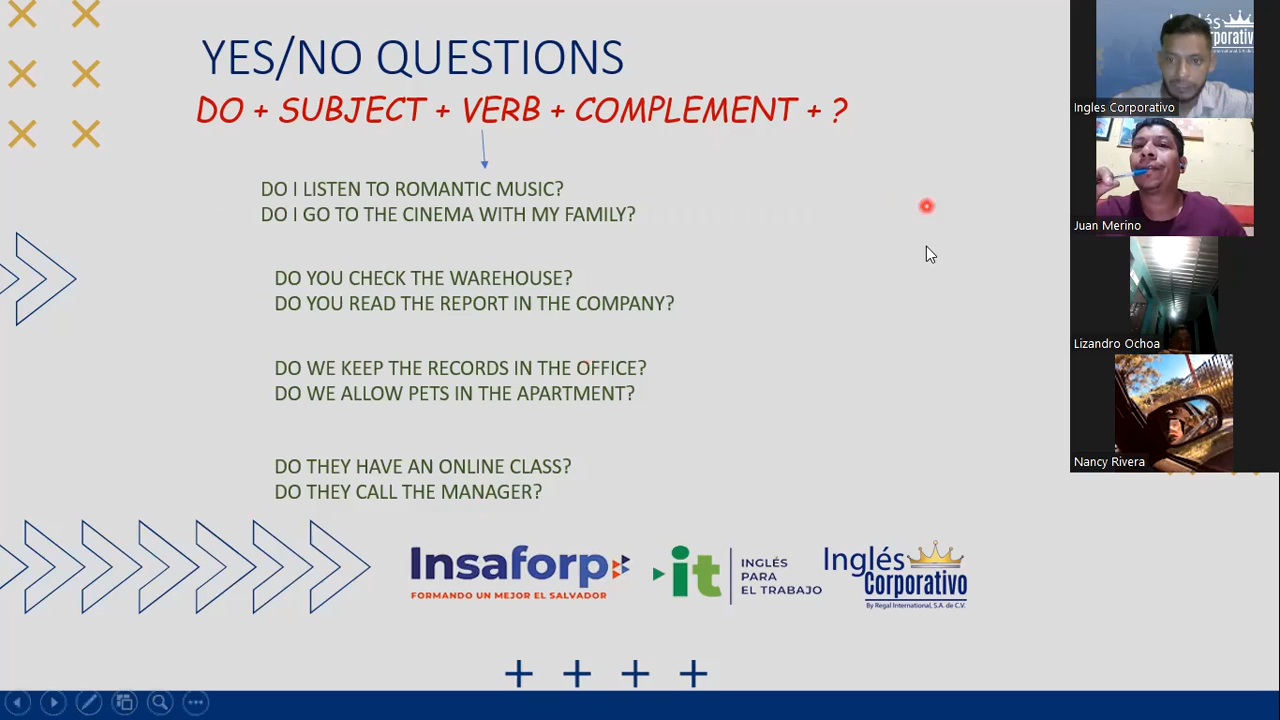 YES/NO QUESTIONS
DO + SUBJECT + VERB + COMPLEMENT + ?
DO I LISTEN TO ROMANTIC MUSIC?
DO I GO TO THE CINEMA WITH MY FAMILY?
DO YOU CHECK THE WAREHOUSE?
DO YOU READ THE REPORT IN THE COMPANY?
DO WE KEEP THE RECORDS IN THE OFFICE?
DO WE ALLOW PETS IN THE APARTMENT?
DO THEY HAVE AN ONLINE CLASS?
DO THEY CALL THE MANAGER?
Insaforp
FORMANDO UN MEJOR EL SALVADOR
it
INGLÉS
PARA
EL TRABAJO
Inglés
Corporativo
By Regal International, S.A. de C.V.
Ingles Corporativo
Juan Merino
Lizandro Ochoa
Nancy Rivera